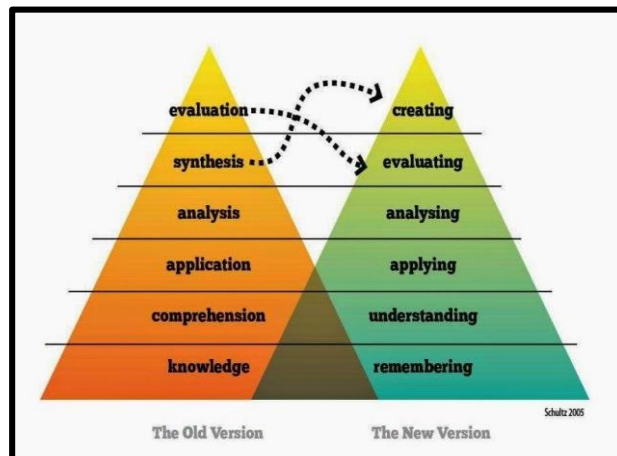 evaluation creating
synthesis evaluating
analysis analysing
application applying
comprehension understanding
knowledge remembering
Schultz 2005
The Old Version The New Version